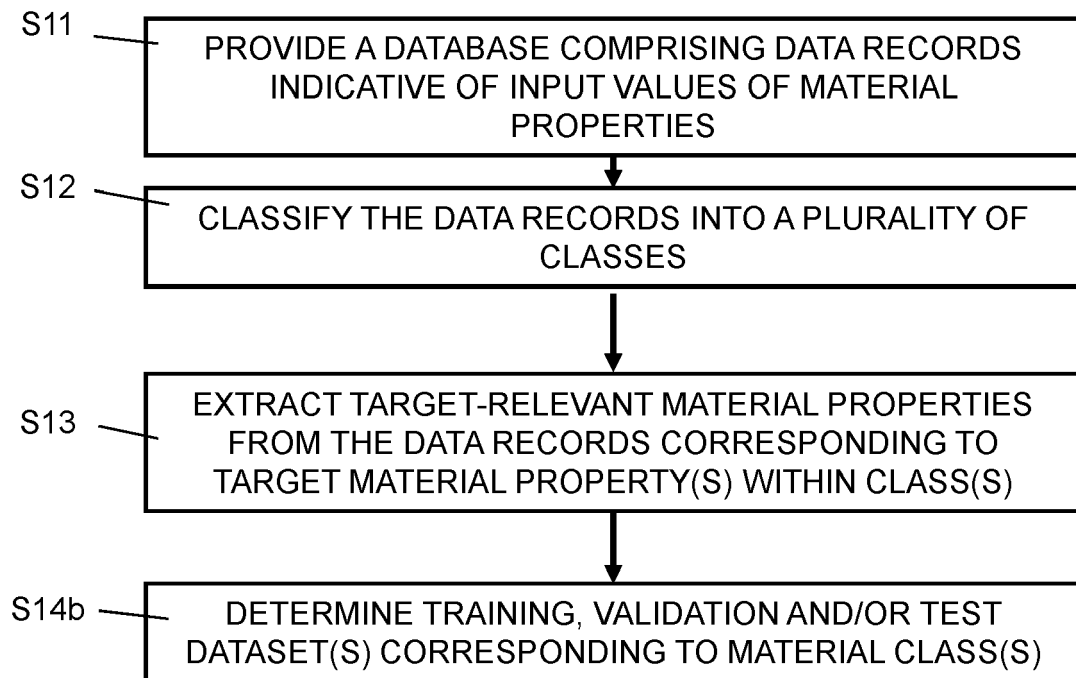 S11
PROVIDE A DATABASE COMPRISING DATA RECORDS
INDICATIVE OF INPUT VALUES OF MATERIAL
PROPERTIES
S12
CLASSIFY THE DATA RECORDS INTO A PLURALITY OF
CLASSES
S13
EXTRACT TARGET-RELEVANT MATERIAL PROPERTIES
FROM THE DATA RECORDS CORRESPONDING TO
TARGET MATERIAL PROPERTY(S) WITHIN CLASS(S)
S14b
DETERMINE TRAINING, VALIDATION AND/OR TEST
DATASET(S) CORRESPONDING TO MATERIAL CLASS(S)